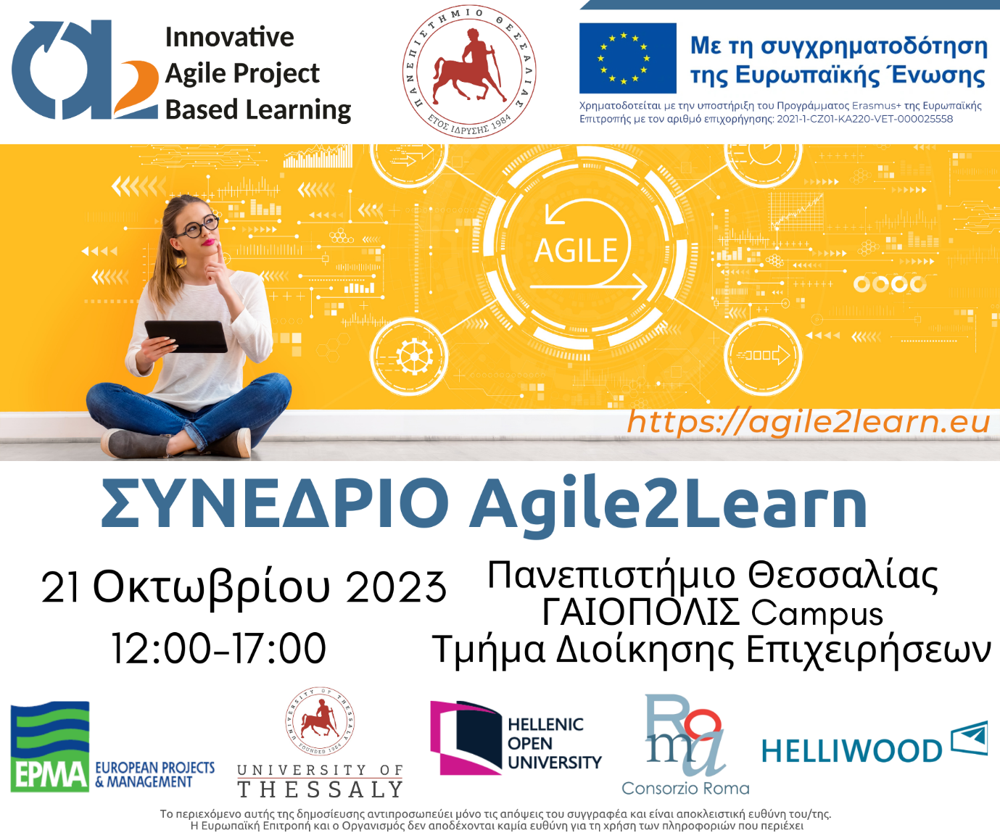 Innovative
Agile Project
Based Learning
ΠΑΝΕΠΙΣΤΗΜΙΟ ΘΕΣΣΑΛΙΑΣ
ΕΤΟΣ ΙΔΡΥΣΗΣ 1984
Με τη συγχρηματοδότηση
της Ευρωπαϊκής Ένωσης
Χρηματοδοτείται με την υποστήριξη του Προγράμματος Erasmus+ της Ευρωπαϊκής
Επιτροπής με τον αριθμό επιχορήγησης: 2021-1-CZ01-KA220-VET-000025558
AGILE
https://agile2learn.eu
ΣΥΝΕΔΡΙΟ Agile2Learn
21 Οκτωβρίου 2023
12:00-17:00
Πανεπιστήμιο Θεσσαλίας
ΓΑΙΟΠΟΛΙΣ Campus
Τμήμα Διοίκησης Επιχειρήσεων
EPMA
EUROPEAN PROJECTS
& MANAGEMENT
UNIVERSITY OF THESSALY
FOUNDED 1984
UNIVERSITY OF
THESSALY
HELLENIC
OPEN
UNIVERSITY
Roma
Consorzio Roma
HELLIWOOD
Το περιεχόμενο αυτής της δημοσίευσης αντιπροσωπεύει μόνο τις απόψεις του συγγραφέα και είναι αποκλειστική ευθύνη του/της.
Η Ευρωπαϊκή Επιτροπή και ο Οργανισμός δεν αποδέχονται καμία ευθύνη για τη χρήση των πληροφοριών που περιέχει